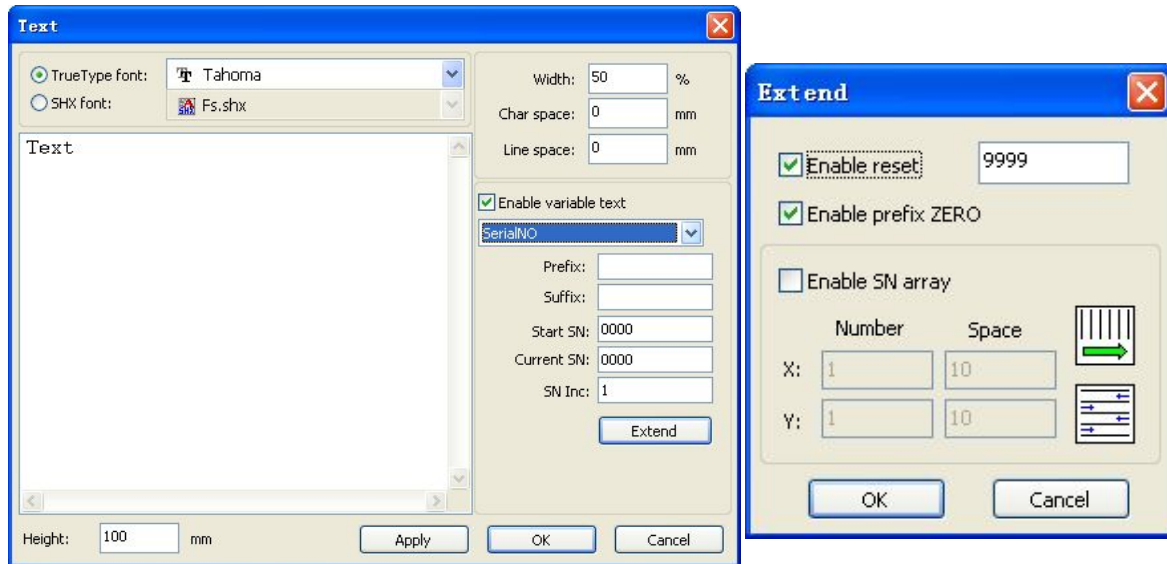 Text
TrueType font: Tahoma
SHX font: Fs.shx
Text
Width: 50 %
Char space: 0 mm
Line space: 0 mm
Enable variable text
SerialNO
Prefix:
Suffix:
Start SN: 0000
Current SN: 0000
SN Inc: 1
Extend
Height: 100 mm
Apply
OK
Cancel
Extend
Enable reset 9999
Enable prefix ZERO
Enable SN array
Number Space
X: 1 10
Y: 1 10
OK Cancel